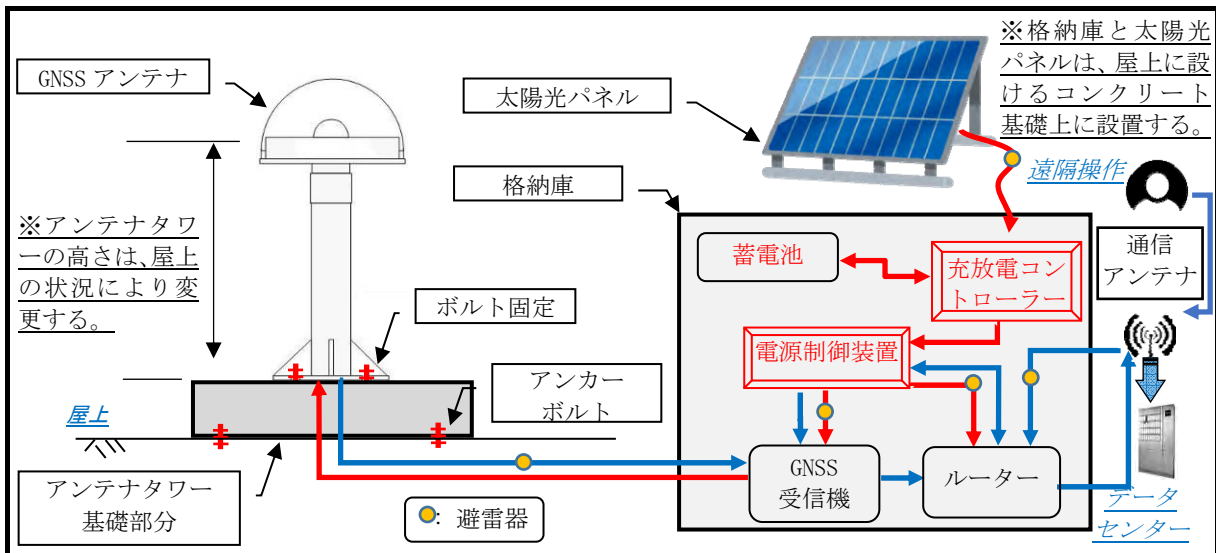 GNSS アンテナ
※アンテナタワ
ーの高さは、屋上
の状況により変
更する。
屋上
アンテナタワー
基礎部分
ボルト固定
アンカー
ボルト
：避雷器
太陽光パネル
格納庫
※格納庫と太陽光
パネルは、屋上に設
けるコンクリート
基礎上に設置する。
遠隔操作
通信
アンテナ
蓄電池
充放電コン
トローラー
電源制御装置
GNSS
受信機
ルーター
データ
センター